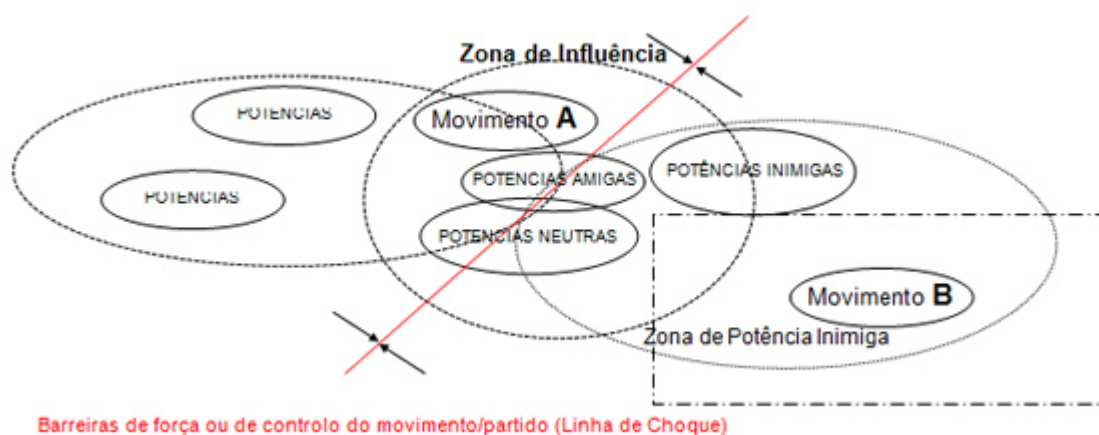 Zona de Influência
POTENCIAS
Movimento A
POTENCIAS AMIGAS
POTÊNCIAS INIMIGAS
POTENCIAS
POTENCIAS NEUTRAS
Movimento B
Zona de Potência Inimiga
Barreiras de força ou de controlo do movimento/partido (Linha de Choque)